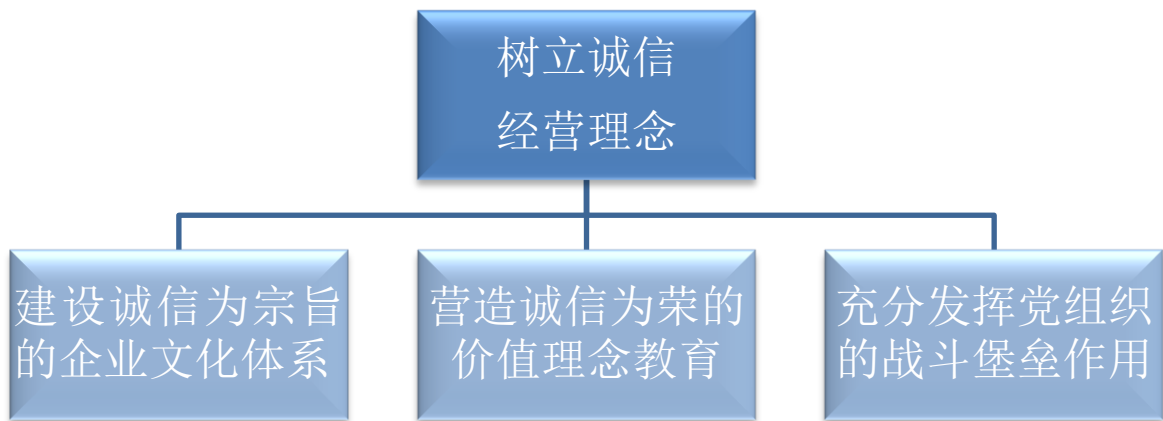 树立诚信
经营理念
建设诚信为宗旨
的企业文化体系
营造诚信为荣的
价值理念教育
充分发挥党组织
的战斗堡垒作用